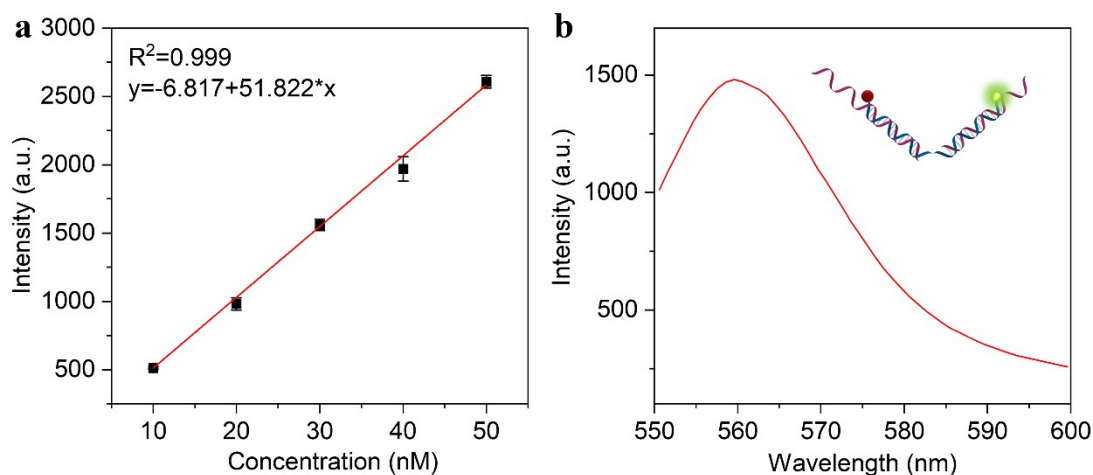 a
R²=0.999
y=-6.817+51.822*x
Intensity (a.u.)
3000
2500
2000
1500
1000
500
10 20 30 40 50
Concentration (nM)
b
Intensity (a.u.)
1500
1000
500
550 560 570 580 590 600
Wavelength (nm)